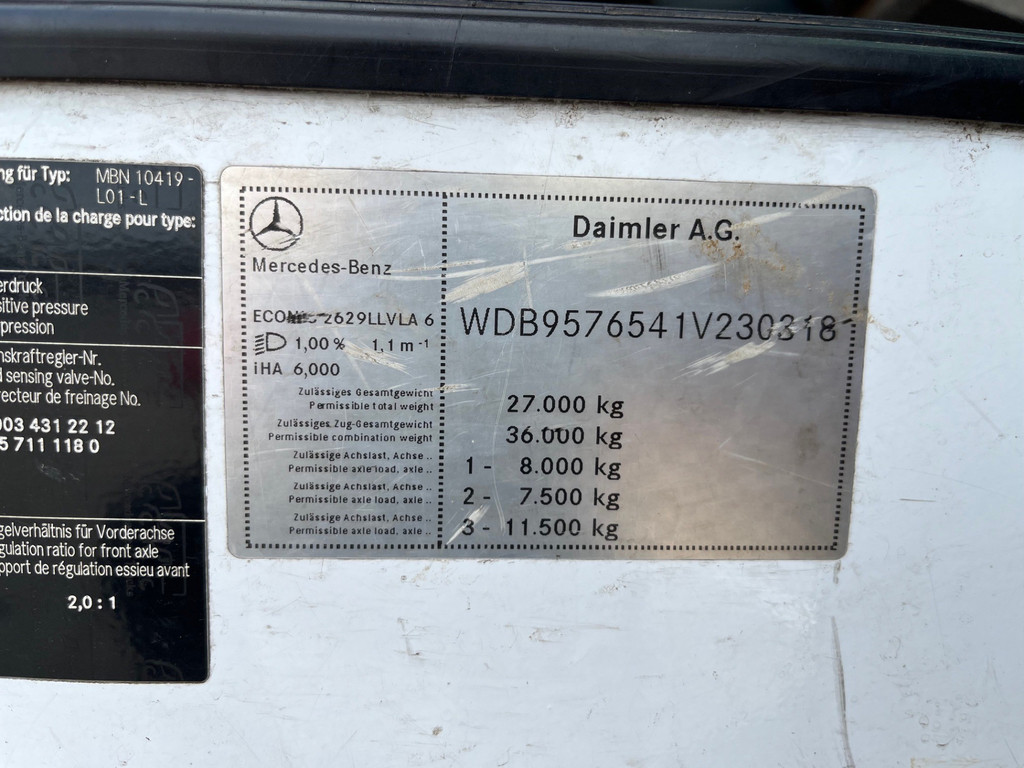 ng für Typ: MBN 10419 -
L01 - L
ction de la charge pour type:
erdruck
sitive pressure
pression
nskraftregler-Nr.
d sensing valve-No.
recteur de freinage No.
003 431 22 12
5 711 118 0
gelverhältnis für Vorderachse
gulation ratio for front axle
pport de régulation essieu avant
2,0 : 1
Mercedes-Benz
Daimler A.G.
2629LLVLA 6
WDB9576541V230318
1,00 % 1,1 m⁻¹
iHA 6,000
Zulässiges Gesamtgewicht
Permissible total weight
27.000 kg
Zulässiges Zug-Gesamtgewicht
Permissible combination weight
36.000 kg
Zulässige Achslast, Achse ..
Permissible axle load, axle ..
1 - 8.000 kg
Zulässige Achslast, Achse ..
Permissible axle load, axle ..
2 - 7.500 kg
Zulässige Achslast, Achse ..
Permissible axle load, axle ..
3 - 11.500 kg